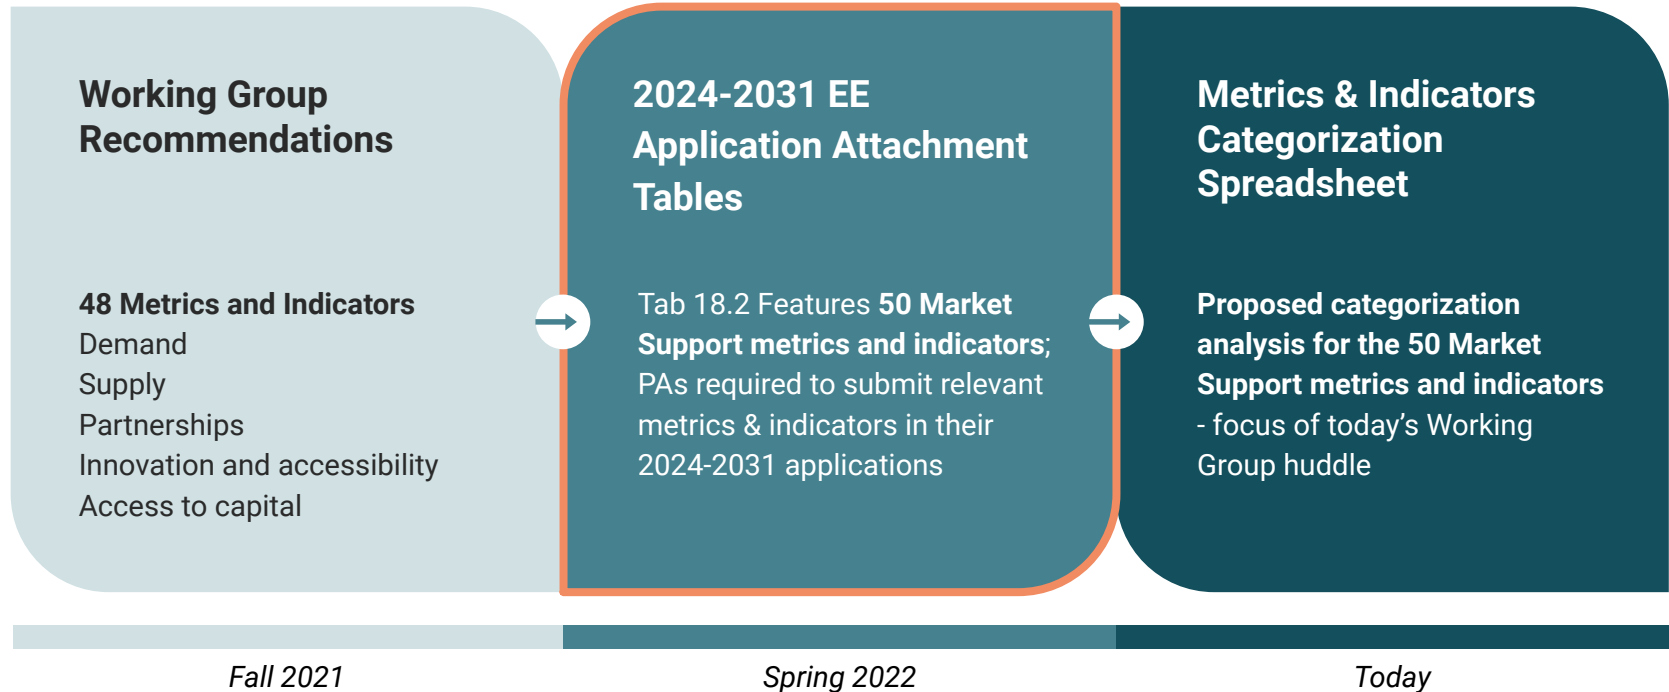 Working Group
Recommendations
48 Metrics and Indicators
Demand
Supply
Partnerships
Innovation and accessibility
Access to capital
2024-2031 EE
Application Attachment
Tables
Tab 18.2 Features 50 Market
Support metrics and indicators;
PAs required to submit relevant
metrics & indicators in their
2024-2031 applications
Metrics & Indicators
Categorization
Spreadsheet
Proposed categorization
analysis for the 50 Market
Support metrics and indicators
- focus of today's Working
Group huddle
Fall 2021
Spring 2022
Today